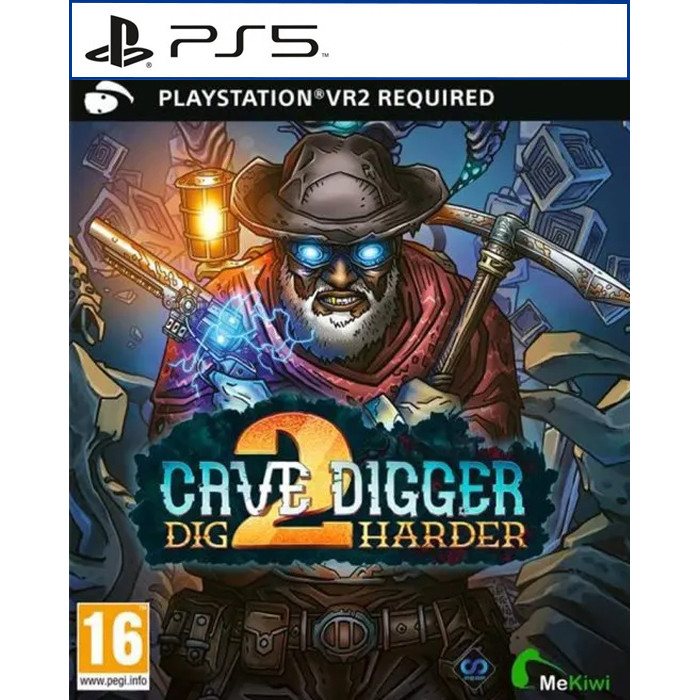 PS5
PLAYSTATION®VR2 REQUIRED
CAVE 2 DIGGER
DIG HARDER
16
www.pegi.info
MeKiwi